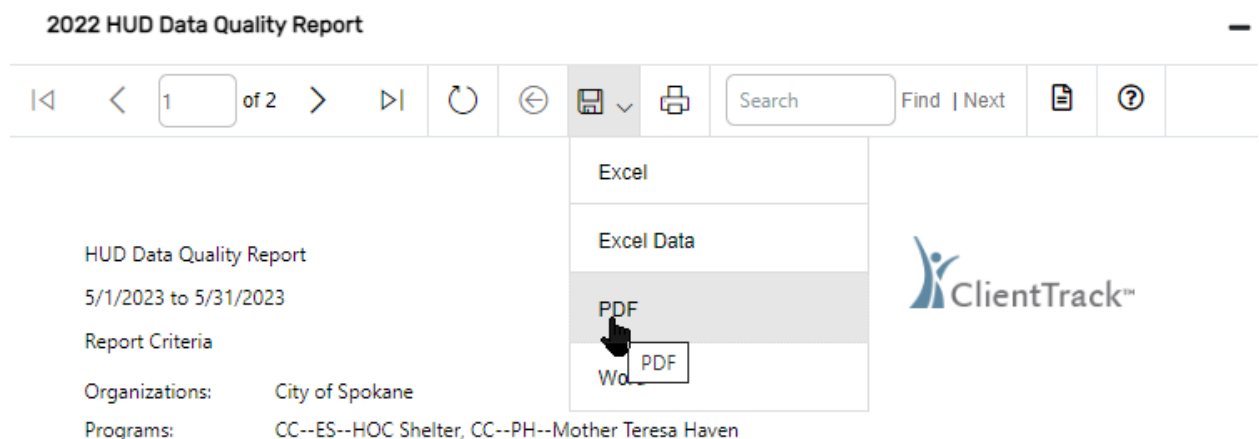 2022 HUD Data Quality Report
1 of 2 Search Find | Next
Excel
Excel Data
PDF
PDF
HUD Data Quality Report
5/1/2023 to 5/31/2023
Report Criteria
Organizations: City of Spokane
Programs: CC--ES--HOC Shelter, CC--PH--Mother Teresa Haven
ClientTrack™